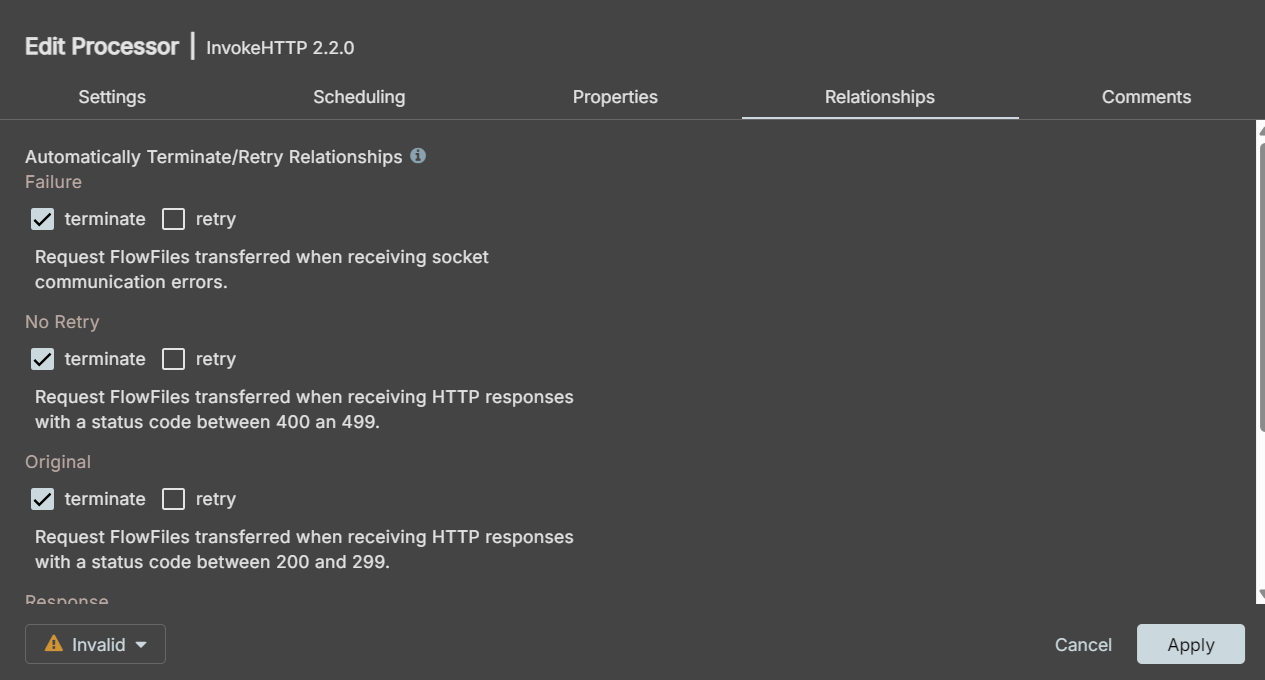 Edit Processor | InvokeHTTP 2.2.0
Settings Scheduling Properties Relationships Comments
Automatically Terminate/Retry Relationships
Failure
terminate retry
Request FlowFiles transferred when receiving socket
communication errors.
No Retry
terminate retry
Request FlowFiles transferred when receiving HTTP responses
with a status code between 400 an 499.
Original
terminate retry
Request FlowFiles transferred when receiving HTTP responses
with a status code between 200 and 299.
Response
Invalid Cancel Apply